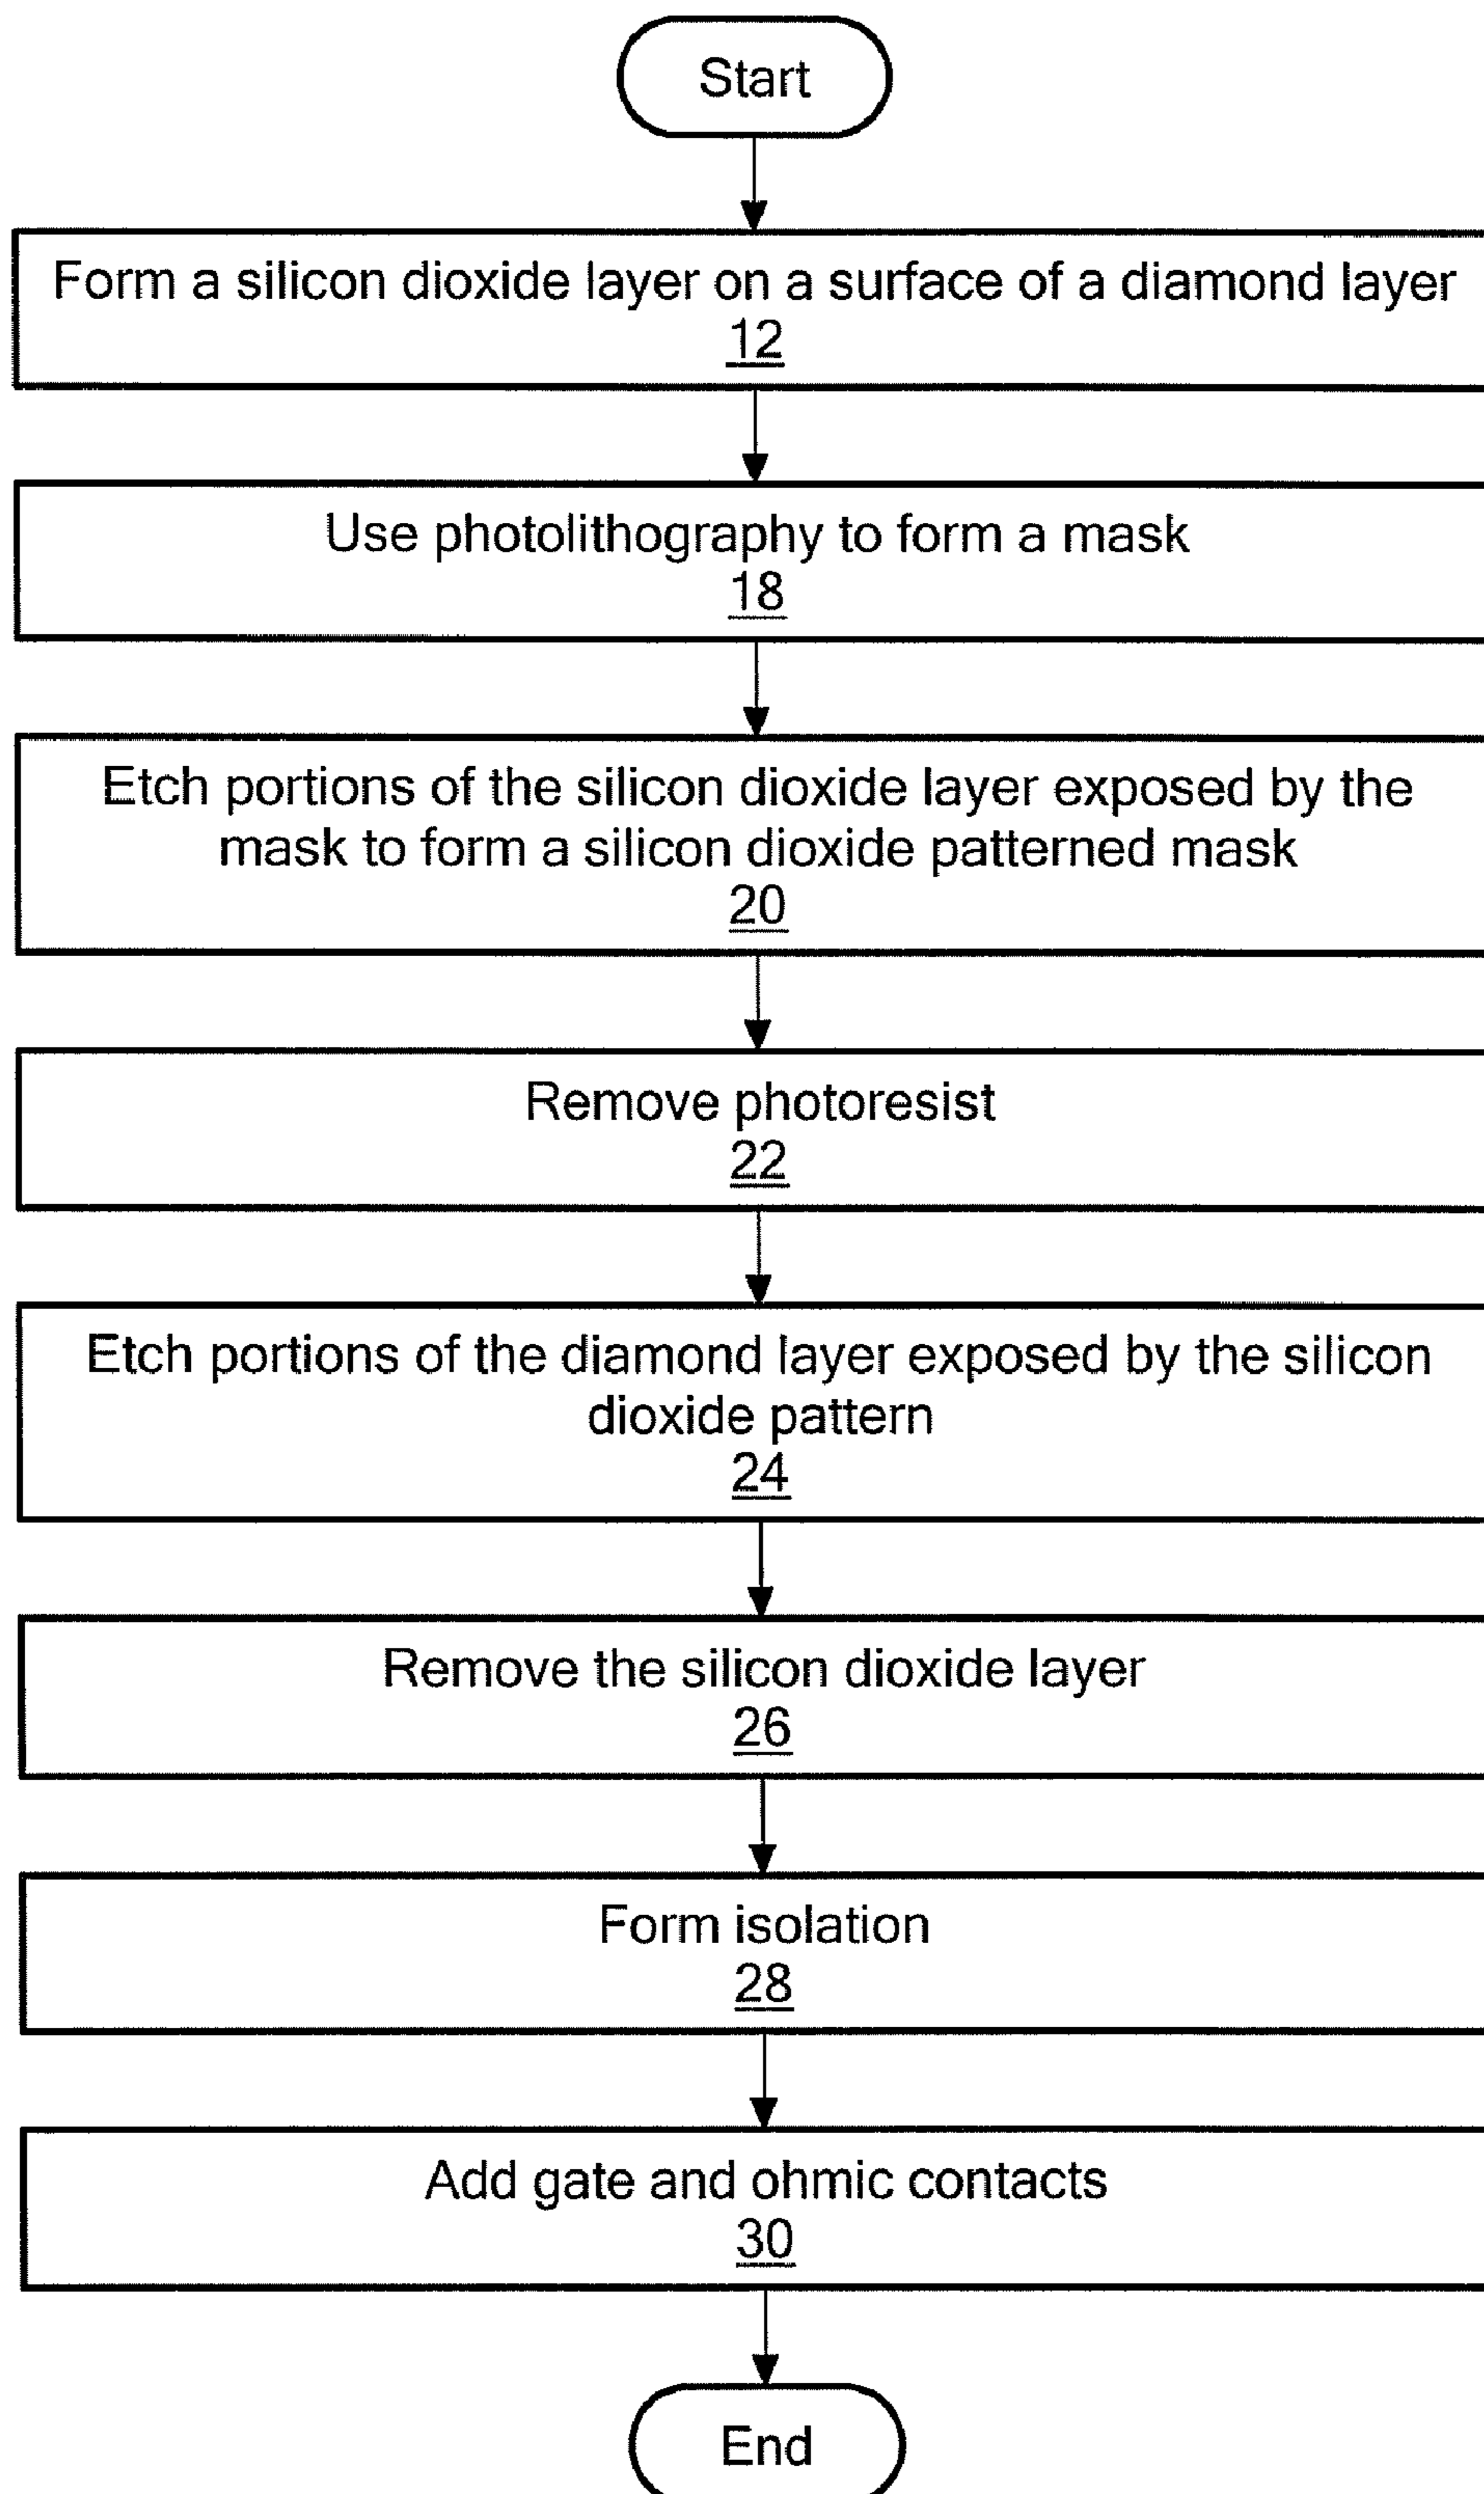 Start
Form a silicon dioxide layer on a surface of a diamond layer
12
Use photolithography to form a mask
18
Etch portions of the silicon dioxide layer exposed by the
mask to form a silicon dioxide patterned mask
20
Remove photoresist
22
Etch portions of the diamond layer exposed by the silicon
dioxide pattern
24
Remove the silicon dioxide layer
26
Form isolation
28
Add gate and ohmic contacts
30
End